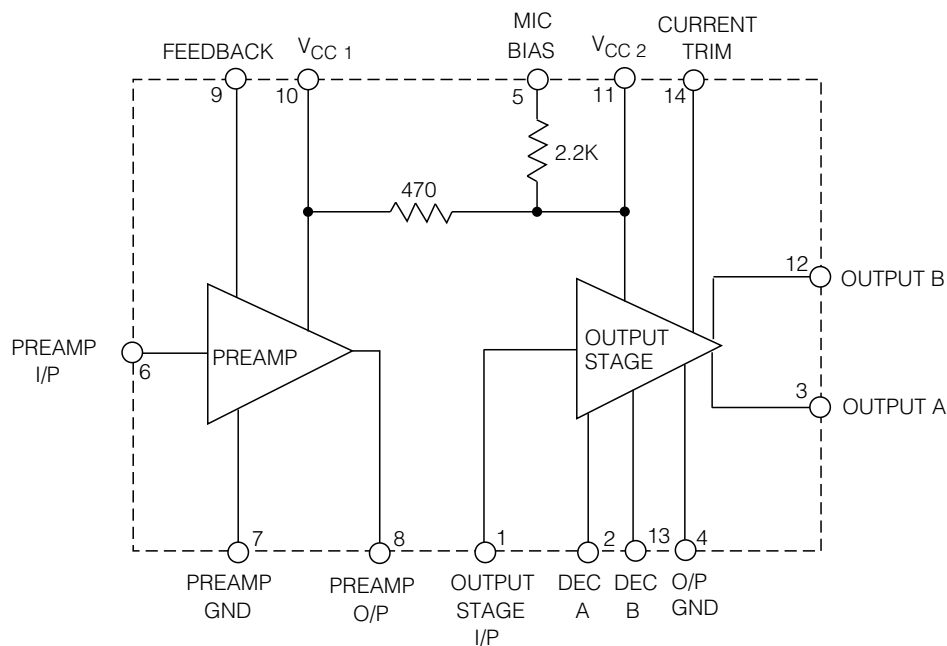 FEEDBACK
VCC 1
MIC
BIAS
VCC 2
CURRENT
TRIM
9
10
5
11
14
2.2K
470
12
OUTPUT B
OUTPUT
STAGE
PREAMP
I/P
6
PREAMP
3
OUTPUT A
7
8
1
2
13
4
PREAMP
GND
PREAMP
O/P
OUTPUT
STAGE
I/P
DEC
A
DEC
B
O/P
GND